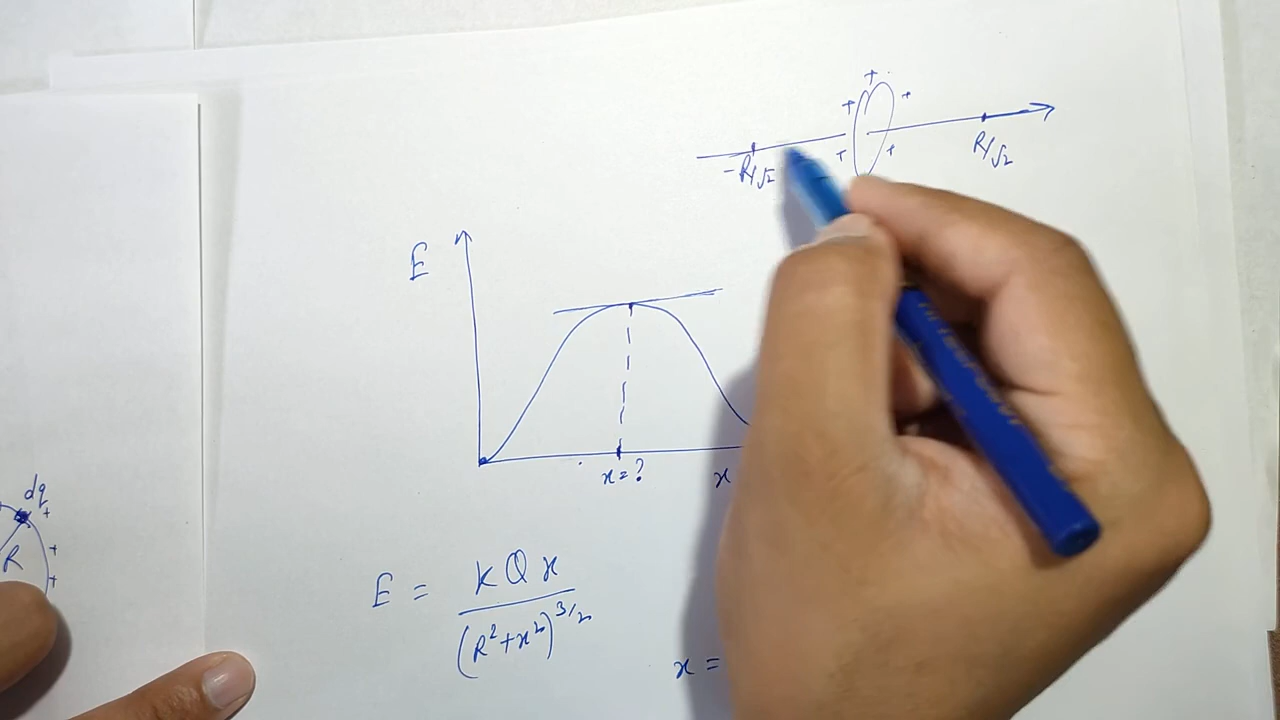 + + + + +
-R/√2 R/√2
E
x=? x
dq
+ + +
R
E = KQx / (R²+x²)^3/2
x =